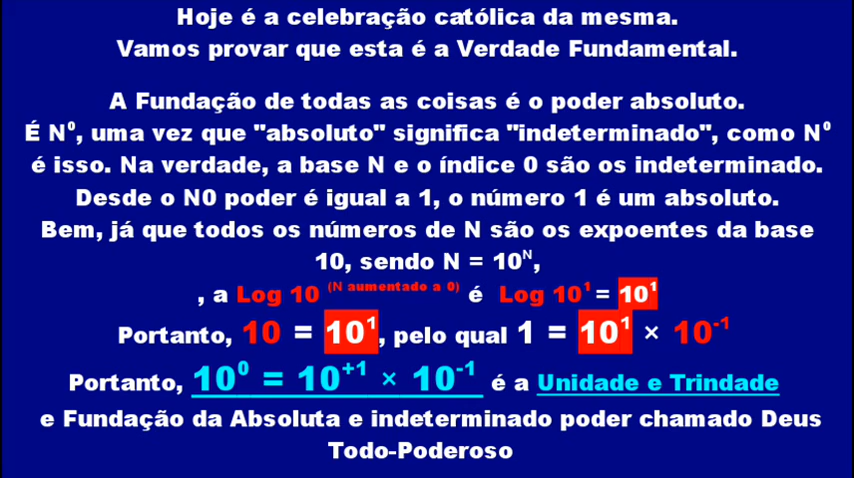 Hoje é a celebração católica da mesma.
Vamos provar que esta é a Verdade Fundamental.
A Fundação de todas as coisas é o poder absoluto.
É N⁰, uma vez que "absoluto" significa "indeterminado", como N⁰
é isso. Na verdade, a base N e o índice 0 são os indeterminado.
Desde o N0 poder é igual a 1, o número 1 é um absoluto.
Bem, já que todos os números de N são os expoentes da base
10, sendo N = 10ᴺ,
, a Log 10 (N aumentado a 0) é Log 10¹ = 10¹
Portanto, 10 = 10¹, pelo qual 1 = 10¹ × 10⁻¹
Portanto, 10⁰ = 10⁺¹ × 10⁻¹ é a Unidade e Trindade
e Fundação da Absoluta e indeterminado poder chamado Deus
Todo-Poderoso